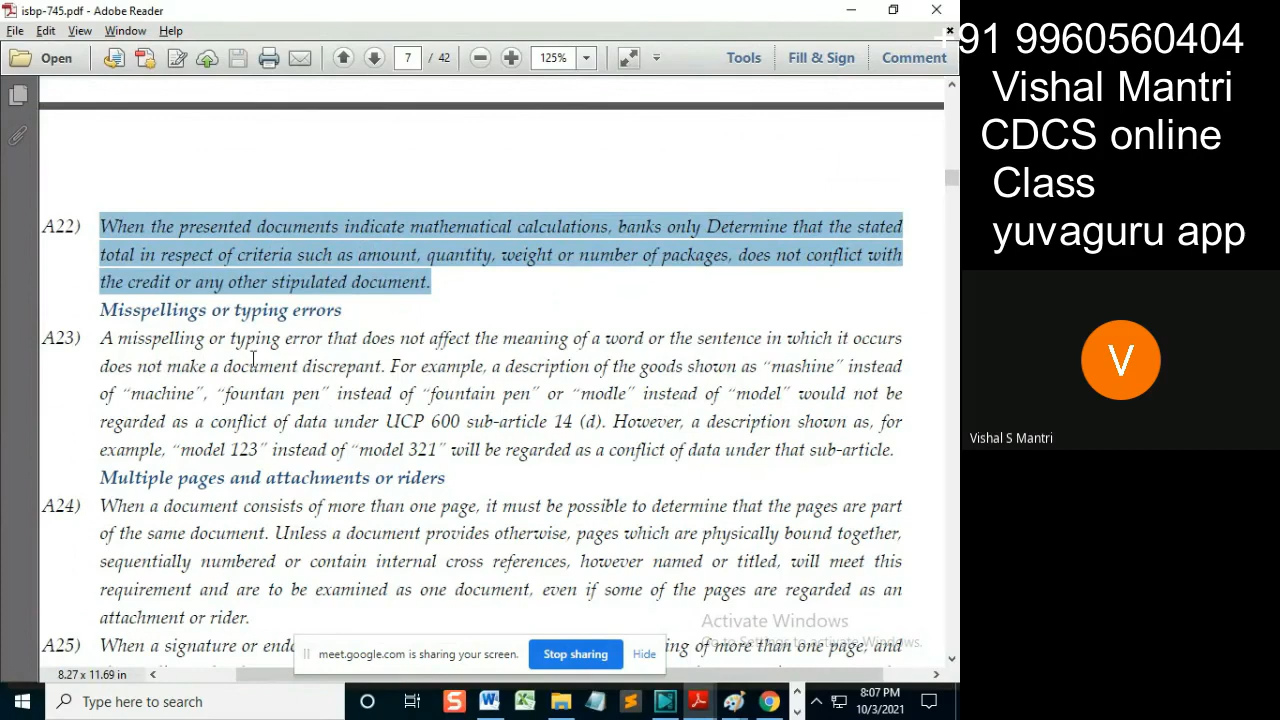 isbp-745.pdf - Adobe Reader
File Edit View Window Help
Open 7 / 42 125% Tools Fill & Sign Comment
A22) When the presented documents indicate mathematical calculations, banks only Determine that the stated
total in respect of criteria such as amount, quantity, weight or number of packages, does not conflict with
the credit or any other stipulated document.
Misspellings or typing errors
A23) A misspelling or typing error that does not affect the meaning of a word or the sentence in which it occurs
does not make a document discrepant. For example, a description of the goods shown as “mashine” instead
of “machine”, “fountan pen” instead of “fountain pen” or “modle” instead of “model” would not be
regarded as a conflict of data under UCP 600 sub-article 14 (d). However, a description shown as, for
example, “model 123” instead of “model 321” will be regarded as a conflict of data under that sub-article.
Multiple pages and attachments or riders
A24) When a document consists of more than one page, it must be possible to determine that the pages are part
of the same document. Unless a document provides otherwise, pages which are physically bound together,
sequentially numbered or contain internal cross references, however named or titled, will meet this
requirement and are to be examined as one document, even if some of the pages are regarded as an
attachment or rider.
Activate Windows
Go to Settings to activate Windows.
A25) When a signature or endo ing of more than one page, and
meet.google.com is sharing your screen. Stop sharing Hide
8.27 x 11.69 in
Type here to search
8:07 PM
10/3/2021
+91 9960560404
Vishal Mantri
CDCS online
Class
yuvaguru app
V
Vishal S Mantri